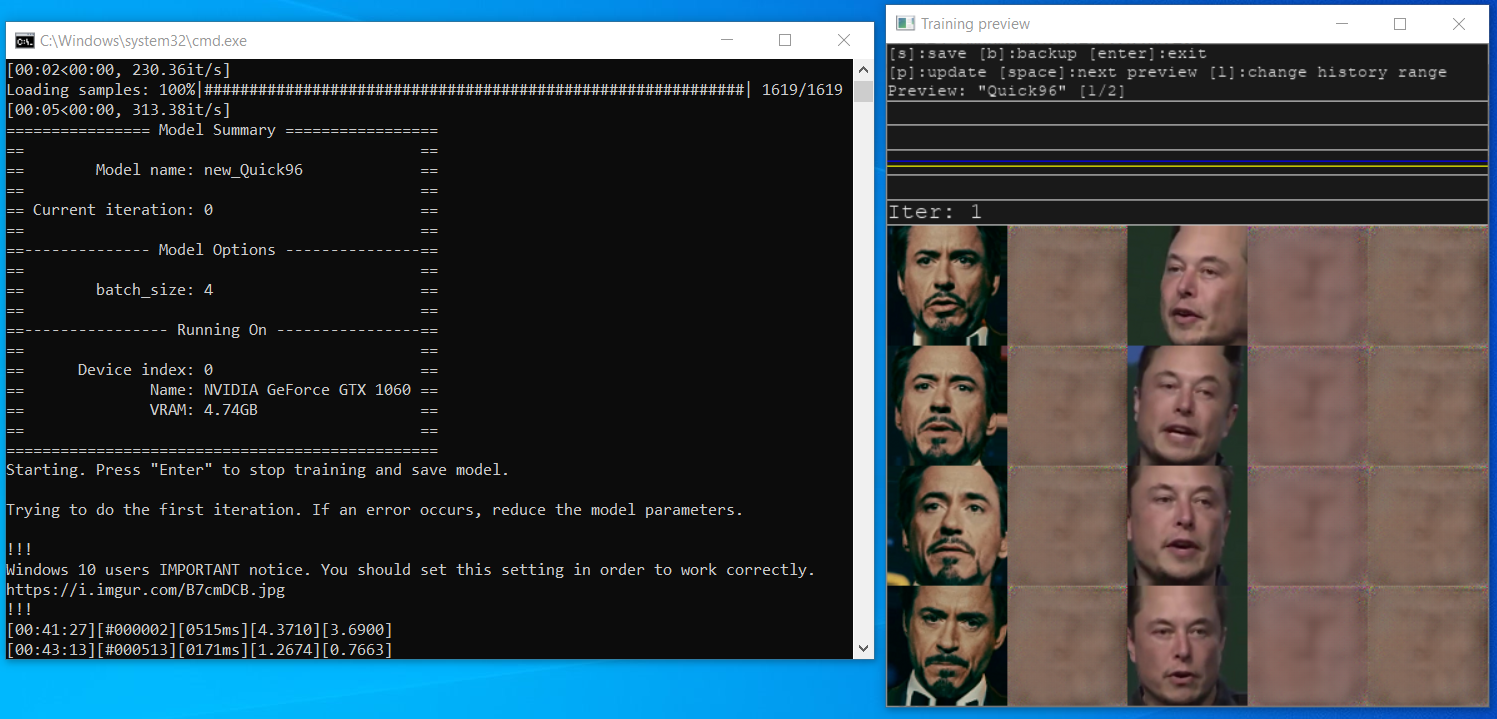 C:\Windows\system32\cmd.exe
[00:02<00:00, 230.36it/s]
Loading samples: 100%|############################################################| 1619/1619
[00:05<00:00, 313.38it/s]
================ Model Summary =================
==                                            ==
==        Model name: new_Quick96             ==
==                                            ==
== Current iteration: 0                       ==
==                                            ==
==-------------- Model Options ---------------==
==                                            ==
==        batch_size: 4                       ==
==                                            ==
==---------------- Running On ----------------==
==                                            ==
==      Device index: 0                       ==
==              Name: NVIDIA GeForce GTX 1060 ==
==              VRAM: 4.74GB                  ==
==                                            ==
================================================
Starting. Press "Enter" to stop training and save model.
Trying to do the first iteration. If an error occurs, reduce the model parameters.
!!!
Windows 10 users IMPORTANT notice. You should set this setting in order to work correctly.
https://i.imgur.com/B7cmDCB.jpg
!!!
[00:41:27][#000002][0515ms][4.3710][3.6900]
[00:43:13][#000513][0171ms][1.2674][0.7663]
Training preview
[s]:save [b]:backup [enter]:exit
[p]:update [space]:next preview [l]:change history range
Preview: "Quick96" [1/2]
Iter: 1